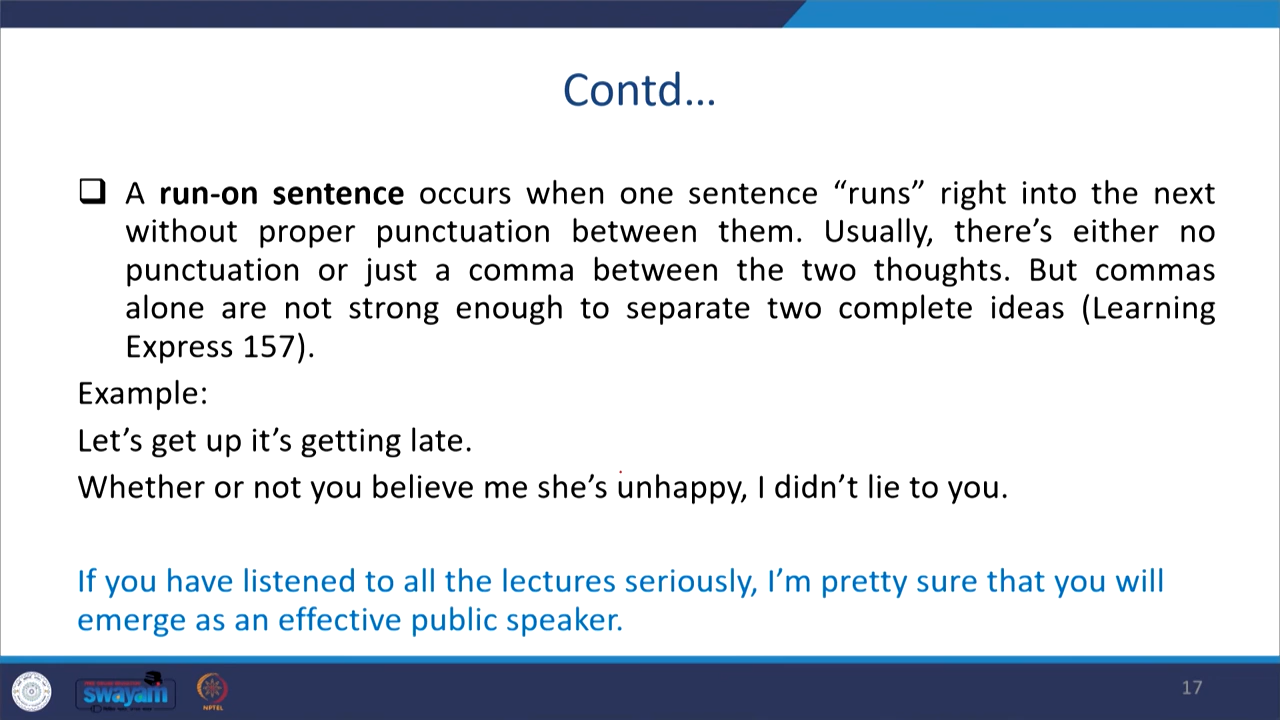 Contd...
A run-on sentence occurs when one sentence “runs” right into the next
without proper punctuation between them. Usually, there’s either no
punctuation or just a comma between the two thoughts. But commas
alone are not strong enough to separate two complete ideas (Learning
Express 157).
Example:
Let’s get up it’s getting late.
Whether or not you believe me she’s unhappy, I didn’t lie to you.
If you have listened to all the lectures seriously, I’m pretty sure that you will
emerge as an effective public speaker.
swayam
NPTEL
17